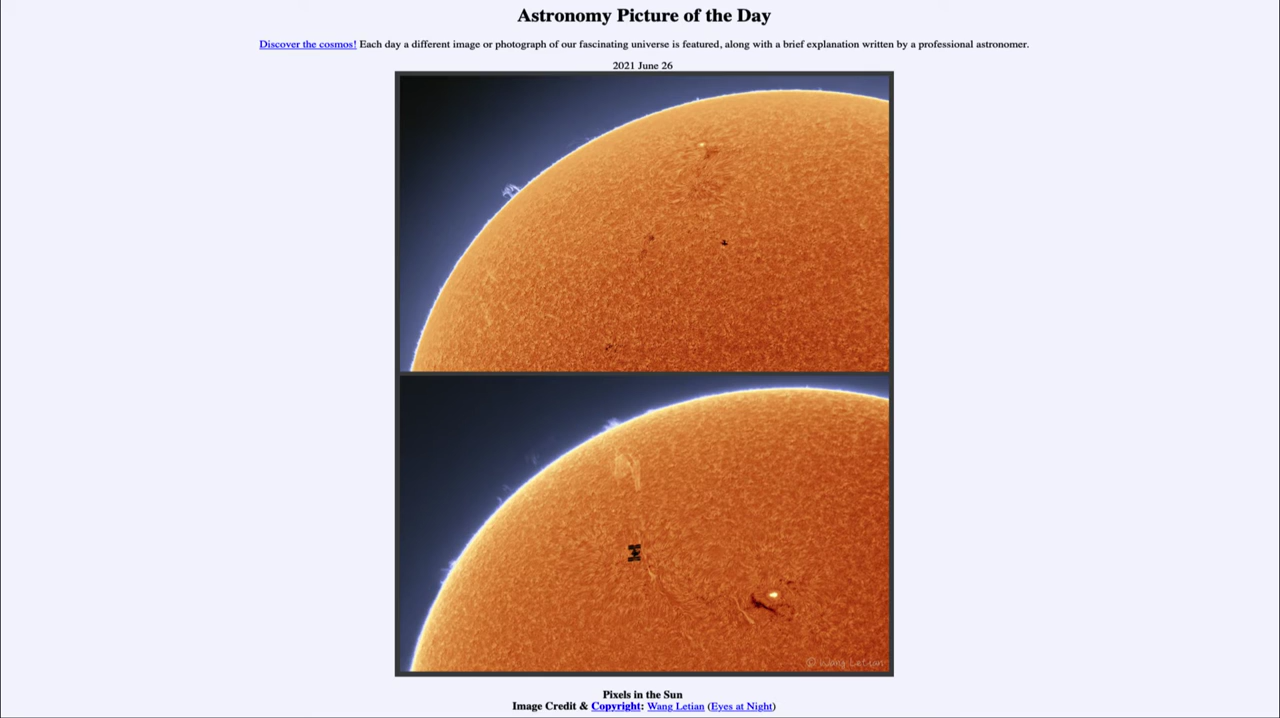 Astronomy Picture of the Day
Discover the cosmos! Each day a different image or photograph of our fascinating universe is featured, along with a brief explanation written by a professional astronomer.
2021 June 26
© Wang Letian
Pixels in the Sun
Image Credit & Copyright: Wang Letian (Eyes at Night)